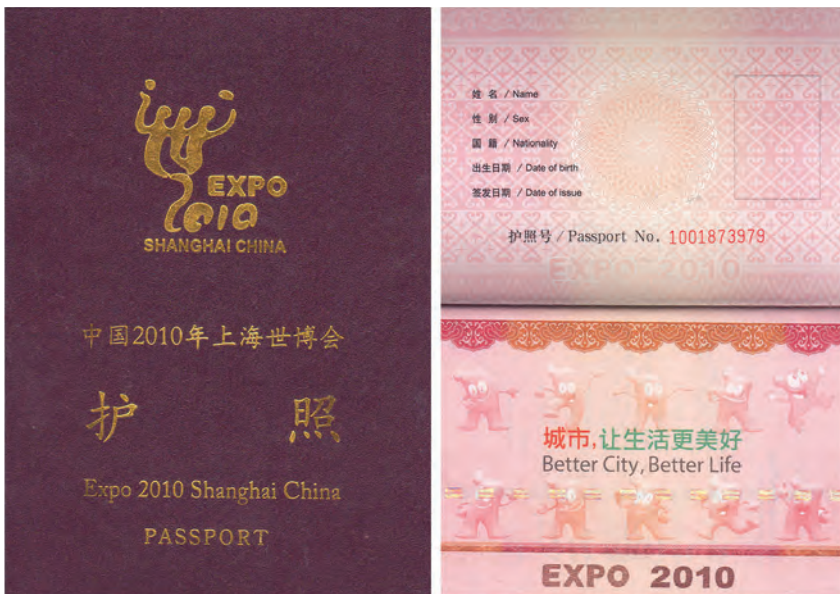 EXPO
2010
SHANGHAI CHINA
中国2010年上海世博会
护 照
Expo 2010 Shanghai China
PASSPORT
姓 名 / Name
性 别 / Sex
国 籍 / Nationality
出生日期 / Date of birth
签发日期 / Date of issue
护照号 / Passport No. 1001873979
EXPO 2010
城市,让生活更美好
Better City, Better Life
EXPO 2010